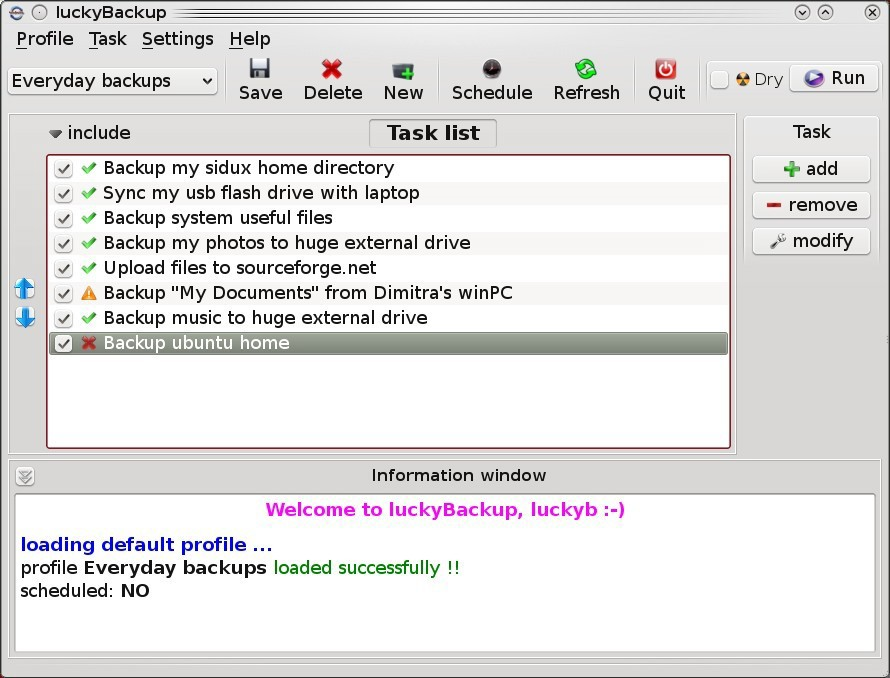 luckyBackup
Profile Task Settings Help
Everyday backups Save Delete New Schedule Refresh Quit Dry Run
include Task list Task
Backup my sidux home directory
Sync my usb flash drive with laptop
Backup system useful files
Backup my photos to huge external drive
Upload files to sourceforge.net
Backup "My Documents" from Dimitra's winPC
Backup music to huge external drive
Backup ubuntu home
add
remove
modify
Information window
Welcome to luckyBackup, luckyb :-)
loading default profile ...
profile Everyday backups loaded successfully !!
scheduled: NO